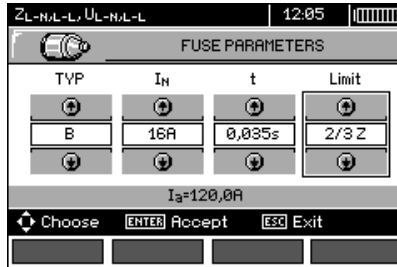 ZL-N,L-L, UL-N,L-L 12:05
FUSE PARAMETERS
TYP IN t Limit
B 16A 0,035s 2/3 Z
Ia=120,0A
Choose ENTER Accept ESC Exit